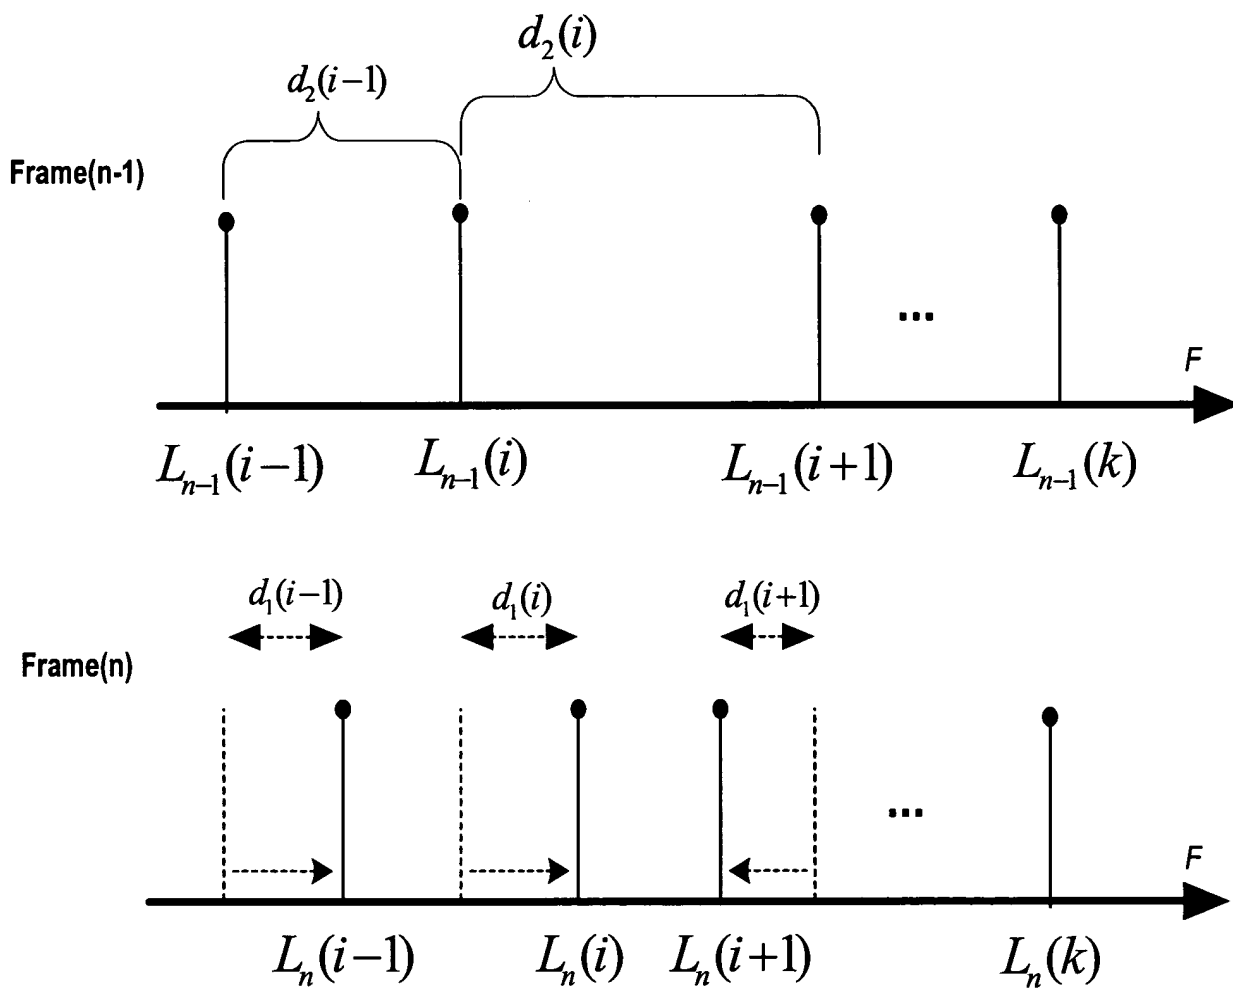 d₂(i)
d₂(i−1)
Frame(n-1)
...
F
Lₙ₋₁(i−1) Lₙ₋₁(i) Lₙ₋₁(i+1) Lₙ₋₁(k)
d₁(i−1) d₁(i) d₁(i+1)
Frame(n)
...
F
Lₙ(i−1) Lₙ(i) Lₙ(i+1) Lₙ(k)